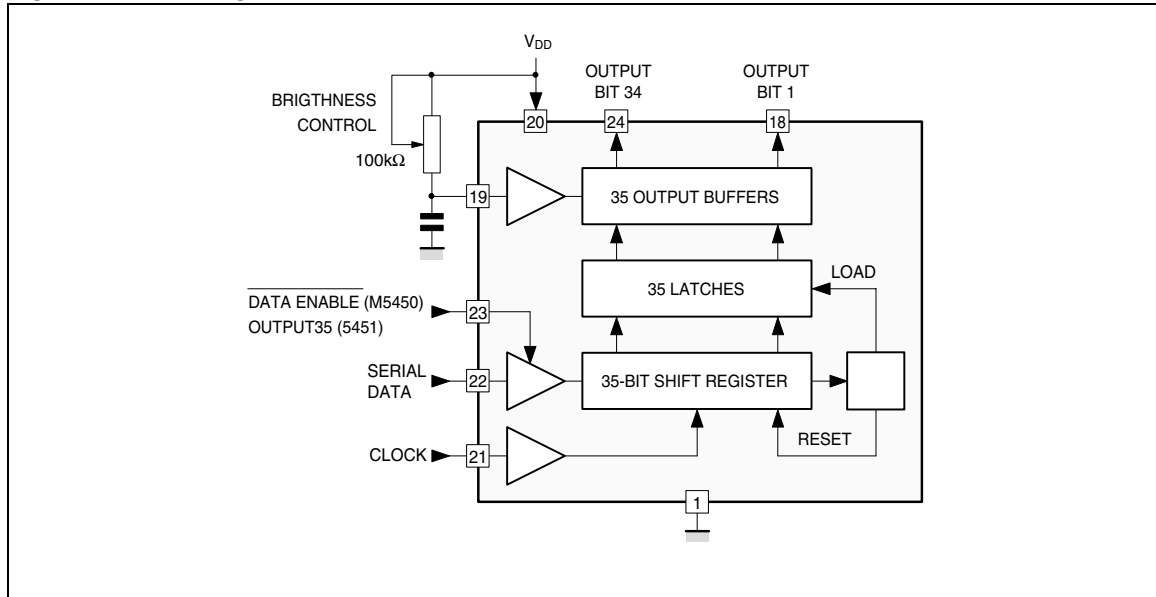 V_DD
OUTPUT
BIT 34
OUTPUT
BIT 1
BRIGTHNESS
CONTROL
100kΩ
20
24
18
19
35 OUTPUT BUFFERS
LOAD
35 LATCHES
DATA ENABLE (M5450)
OUTPUT35 (5451)
23
SERIAL
DATA
22
35-BIT SHIFT REGISTER
RESET
CLOCK
21
1